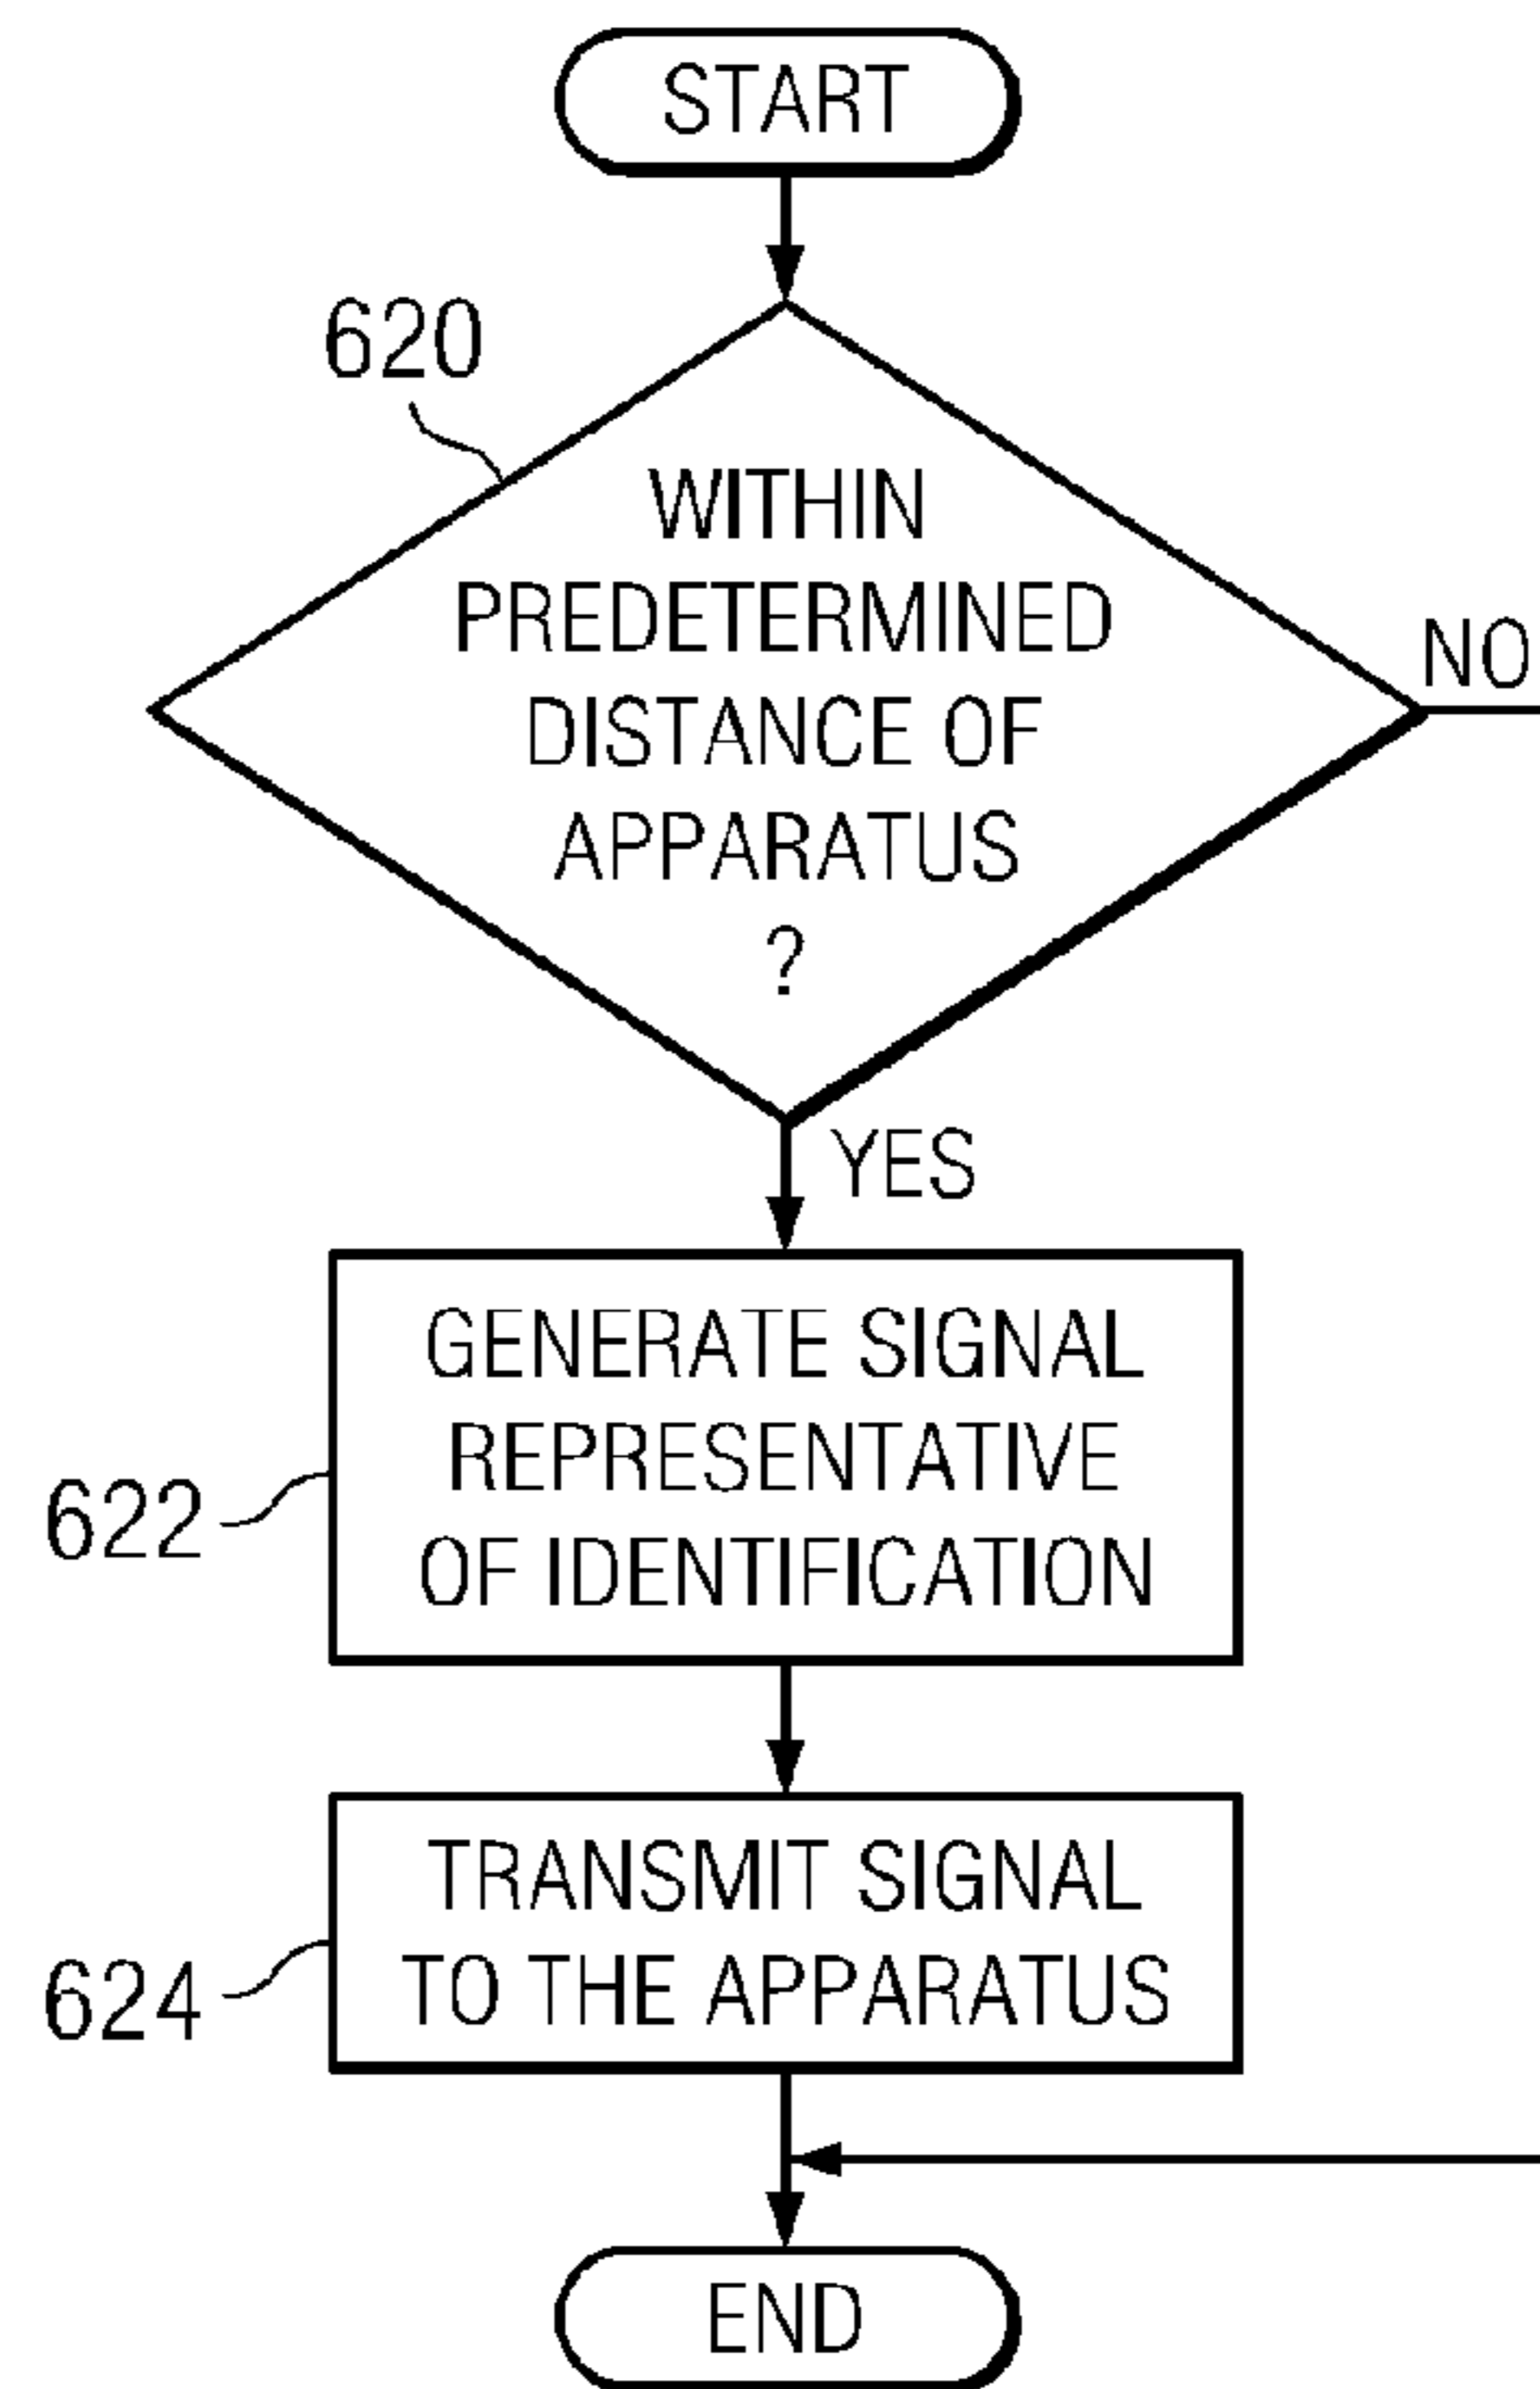 START
620
WITHIN
PREDETERMINED
DISTANCE OF
APPARATUS
?
NO
YES
GENERATE SIGNAL
REPRESENTATIVE
OF IDENTIFICATION
622
TRANSMIT SIGNAL
TO THE APPARATUS
624
END